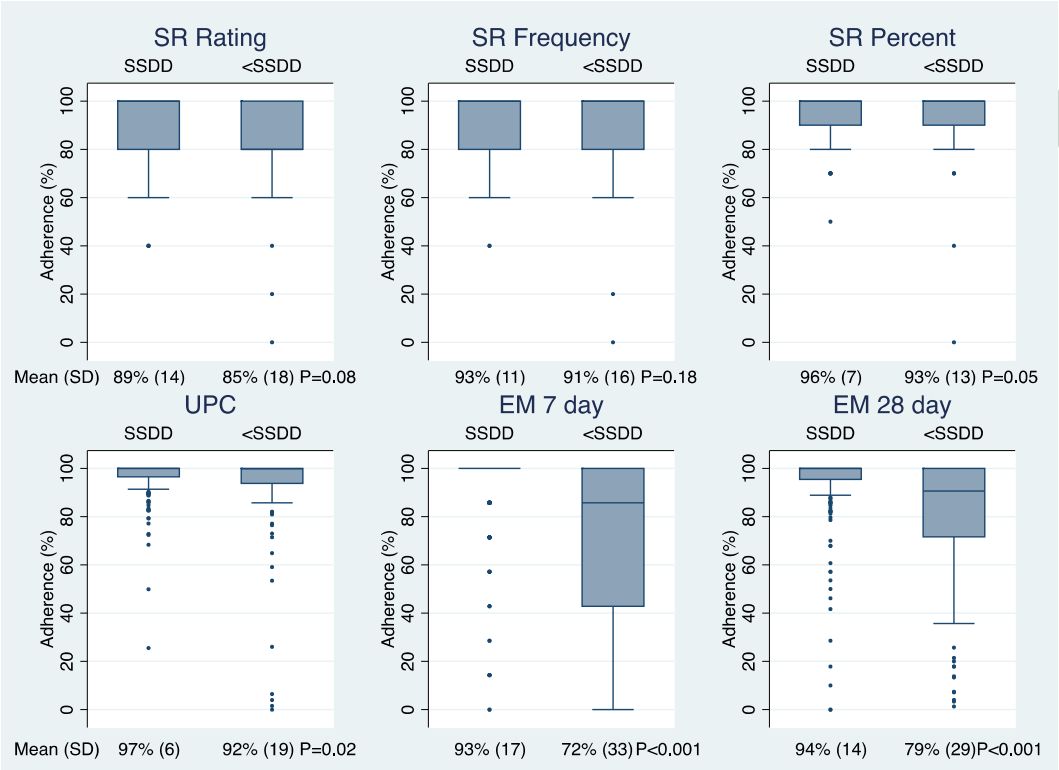 SR Rating SR Frequency SR Percent
SSDD <SSDD SSDD <SSDD SSDD <SSDD
Adherence (%) Adherence (%) Adherence (%)
100 100 100
80 80 80
60 60 60
40 40 40
20 20 20
0 0 0
Mean (SD) 89% (14) 85% (18) P=0.08 93% (11) 91% (16) P=0.18 96% (7) 93% (13) P=0.05
UPC EM 7 day EM 28 day
SSDD <SSDD SSDD <SSDD SSDD <SSDD
Adherence (%) Adherence (%) Adherence (%)
100 100 100
80 80 80
60 60 60
40 40 40
20 20 20
0 0 0
Mean (SD) 97% (6) 92% (19) P=0.02 93% (17) 72% (33)P<0.001 94% (14) 79% (29)P<0.001